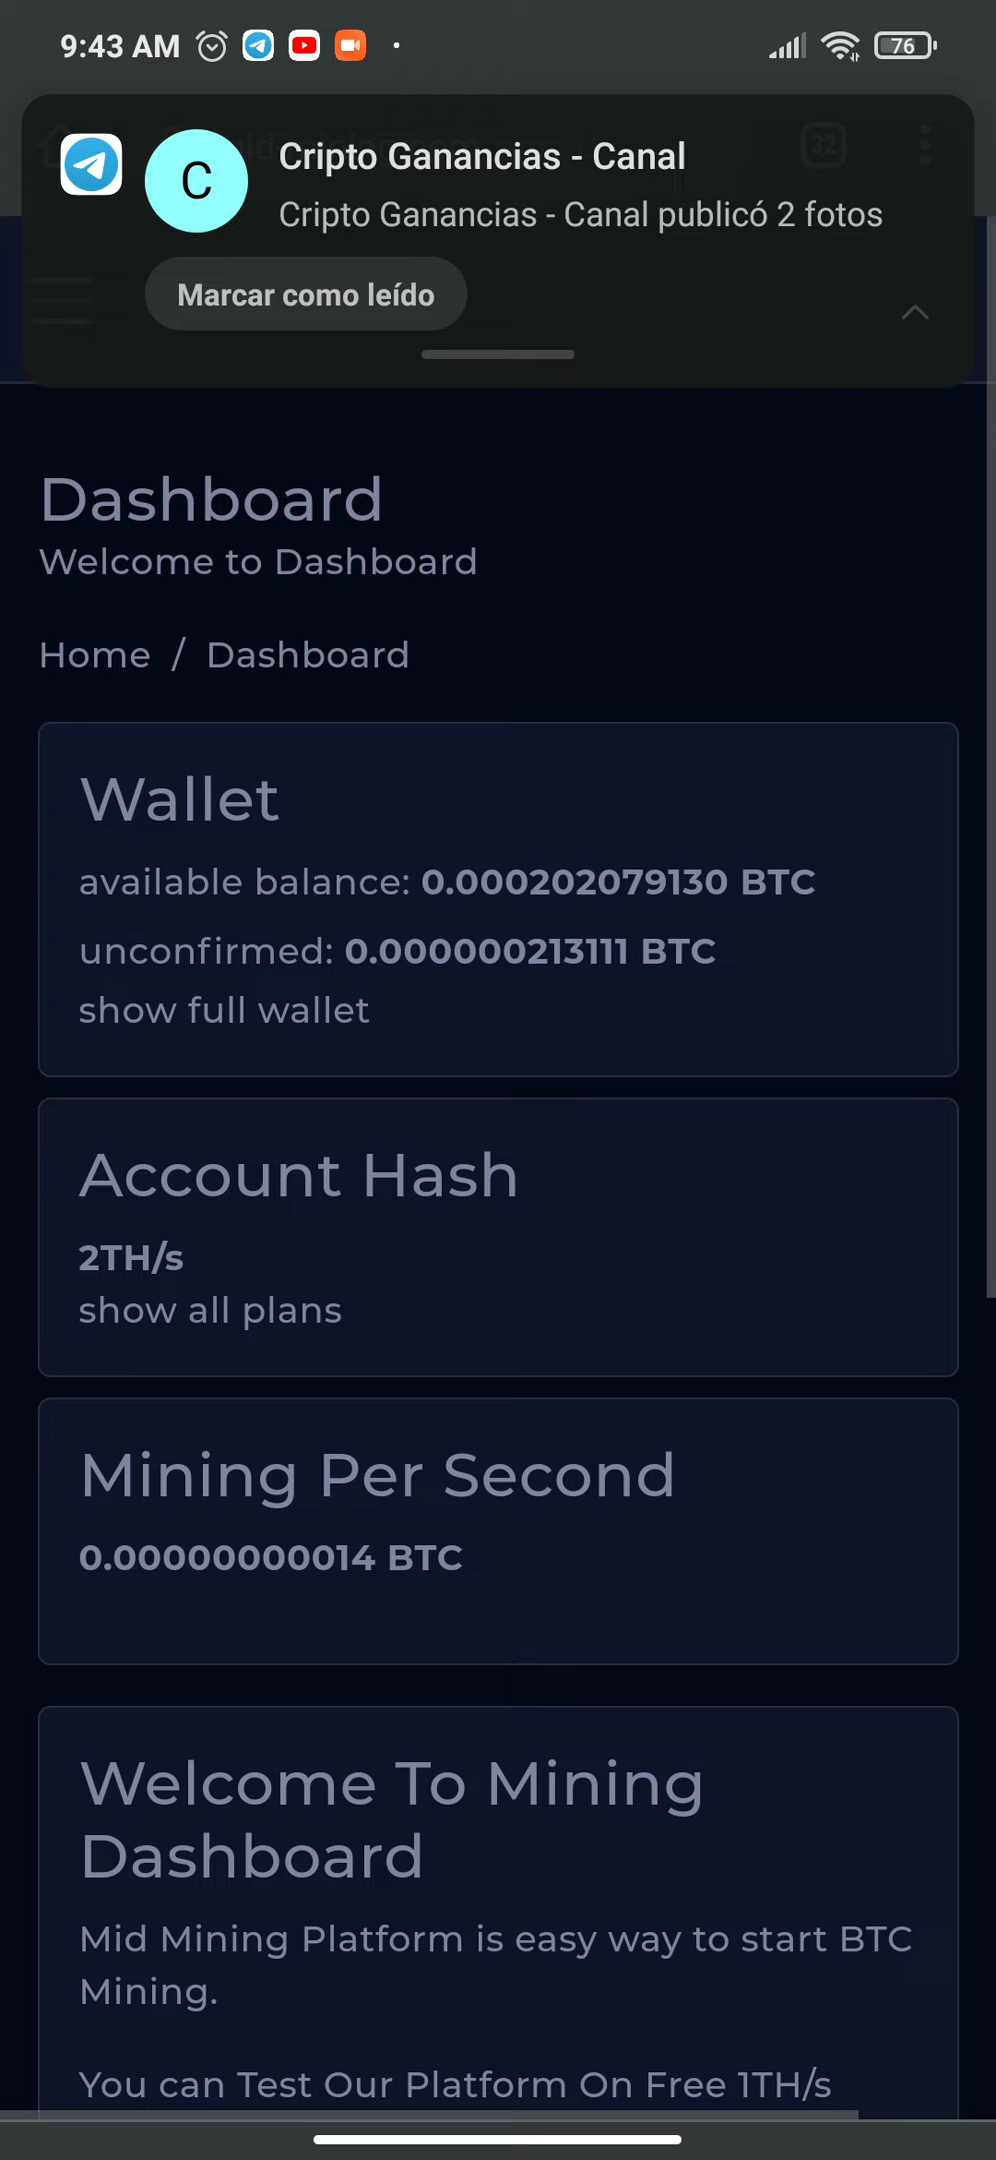 9:43 AM
76
32
C
Cripto Ganancias - Canal
Cripto Ganancias - Canal publicó 2 fotos
Marcar como leído
Dashboard
Welcome to Dashboard
Home / Dashboard
Wallet
available balance: 0.000202079130 BTC
unconfirmed: 0.000000213111 BTC
show full wallet
Account Hash
2TH/s
show all plans
Mining Per Second
0.00000000014 BTC
Welcome To Mining
Dashboard
Mid Mining Platform is easy way to start BTC
Mining.
You can Test Our Platform On Free 1TH/s